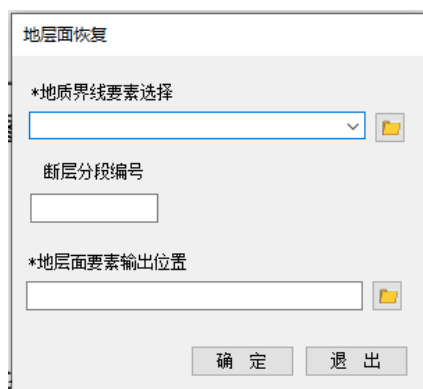 地层面恢复
*地质界线要素选择
断层分段编号
*地层面要素输出位置
确 定
退 出